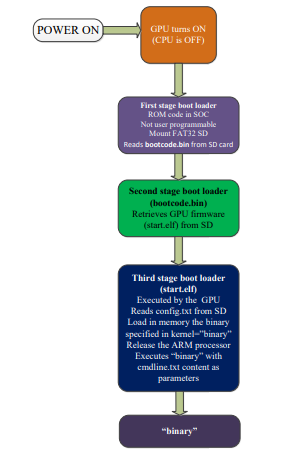 POWER ON
GPU turns ON
(CPU is OFF)
First stage boot loader
ROM code in SOC
Not user programmable
Mount FAT32 SD
Reads bootcode.bin from SD card
Second stage boot loader
(bootcode.bin)
Retrieves GPU firmware
(start.elf) from SD
Third stage boot loader
(start.elf)
Executed by the GPU
Reads config.txt from SD
Load in memory the binary
specified in kernel=”binary”
Release the ARM processor
Executes “binary” with
cmdline.txt content as
parameters
“binary”